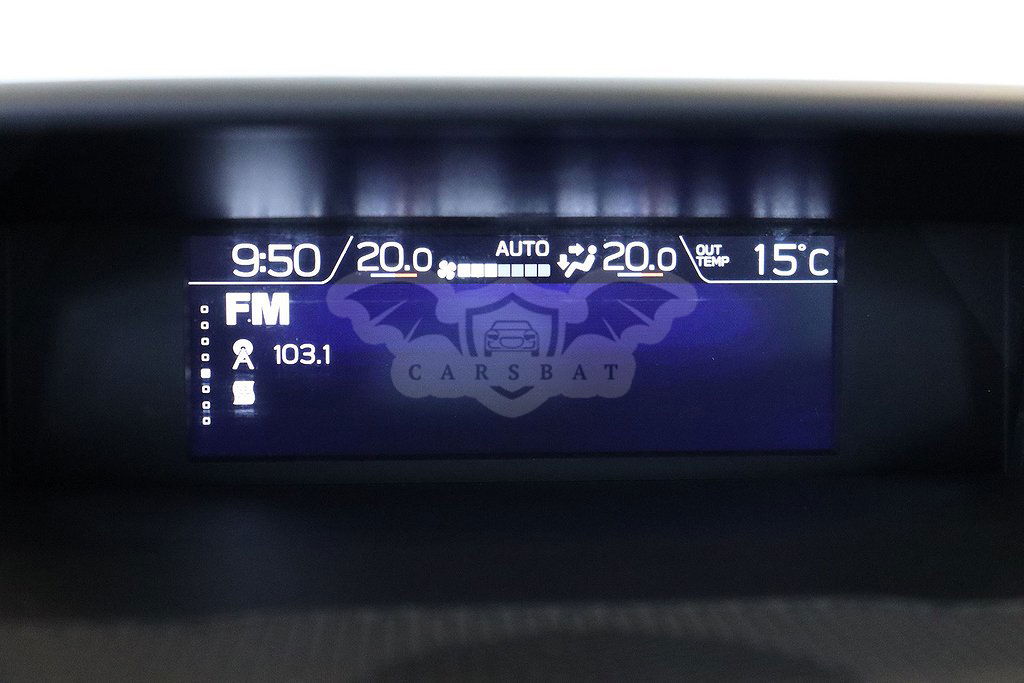 9:50 20.0 AUTO 20.0 OUT TEMP 15°C
FM
103.1
CARSBAT